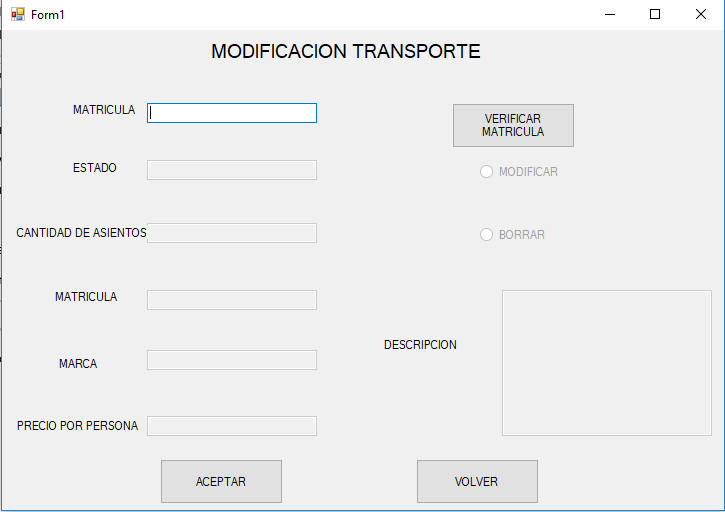 Form1
MODIFICACION TRANSPORTE
MATRICULA
VERIFICAR
MATRICULA
ESTADO
MODIFICAR
CANTIDAD DE ASIENTOS
BORRAR
MATRICULA
DESCRIPCION
MARCA
PRECIO POR PERSONA
ACEPTAR
VOLVER